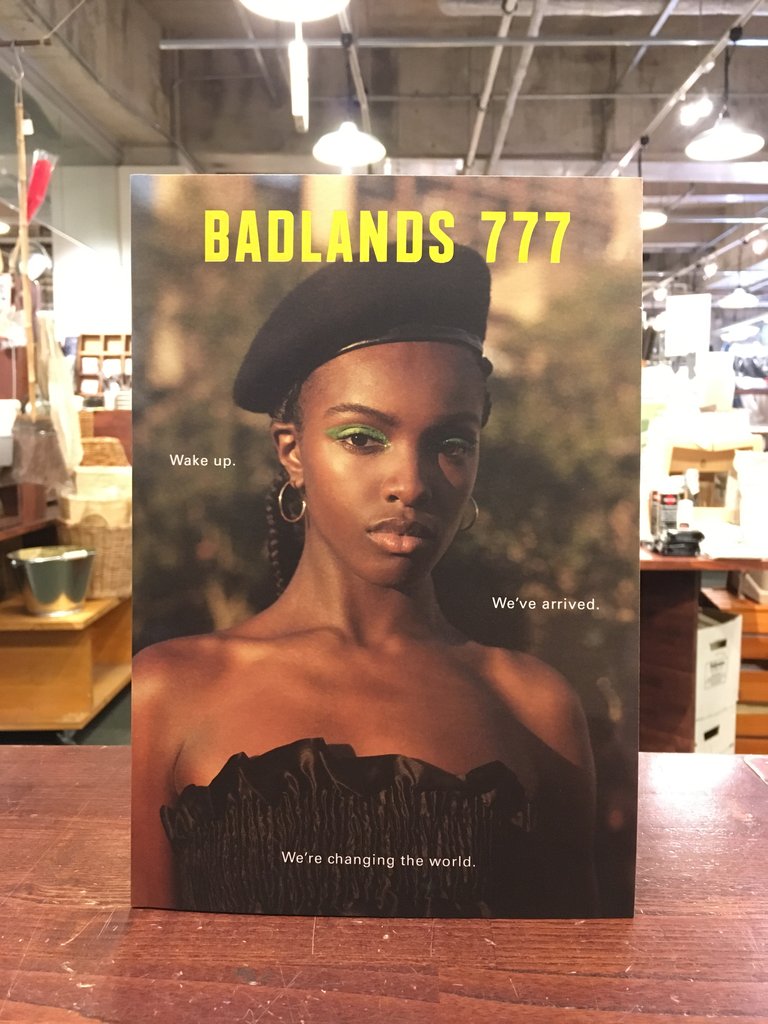 BADLANDS 777
Wake up.
We've arrived.
We're changing the world.